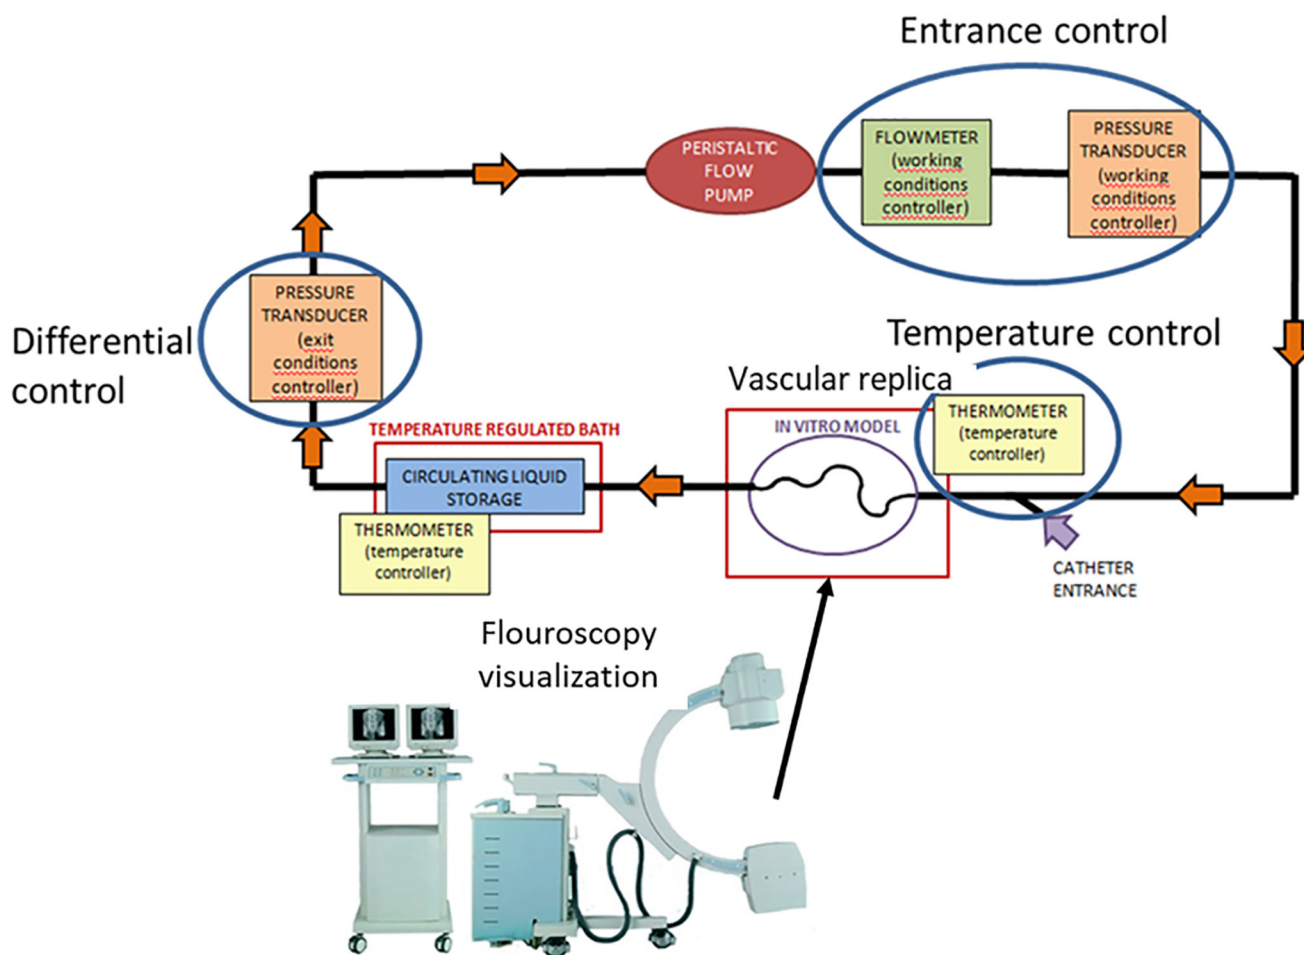 Entrance control
PERISTALTIC
FLOW
PUMP
FLOWMETER
(working
conditions
controller)
PRESSURE
TRANSDUCER
(working
conditions
controller)
Differential
control
PRESSURE
TRANSDUCER
(exit
conditions
controller)
Temperature control
Vascular replica
THERMOMETER
(temperature
controller)
IN VITRO MODEL
TEMPERATURE REGULATED BATH
CIRCULATING LIQUID
STORAGE
THERMOMETER
(temperature
controller)
CATHETER
ENTRANCE
Flouroscopy
visualization